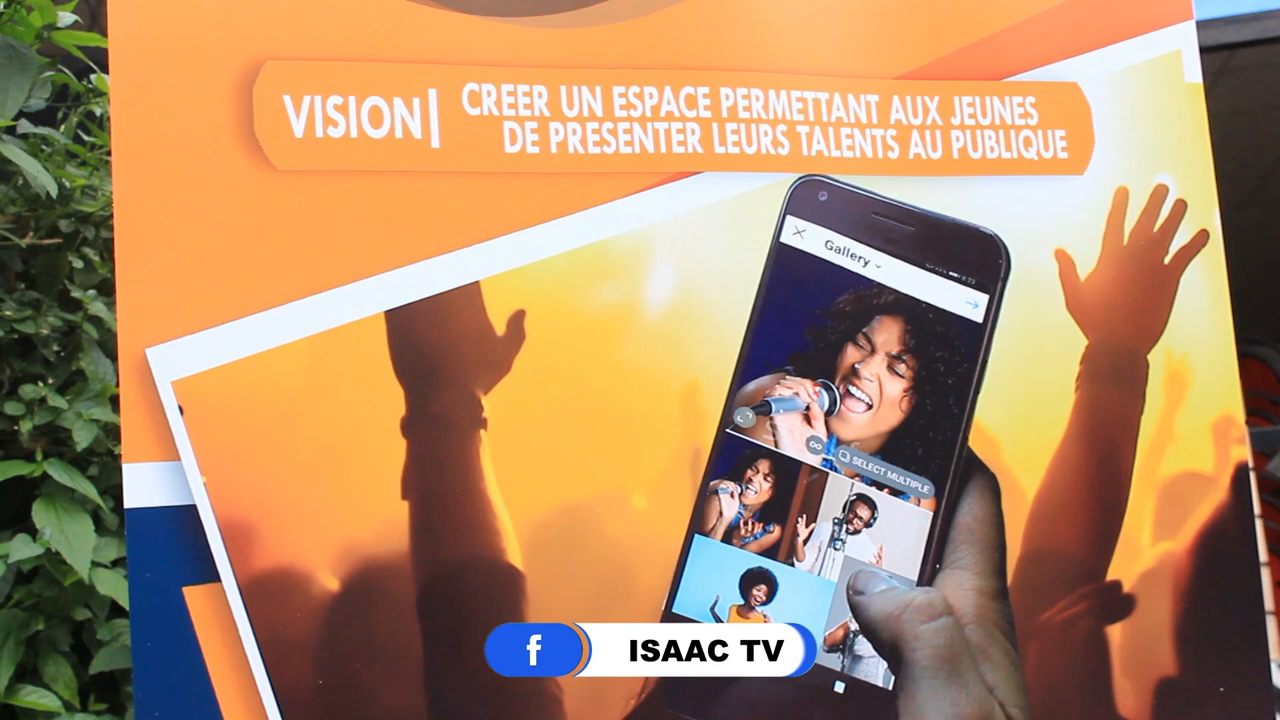 VISION|
CREER UN ESPACE PERMETTANT AUX JEUNES
DE PRESENTER LEURS TALENTS AU PUBLIQUE
Gallery
SELECT MULTIPLE
f ISAAC TV